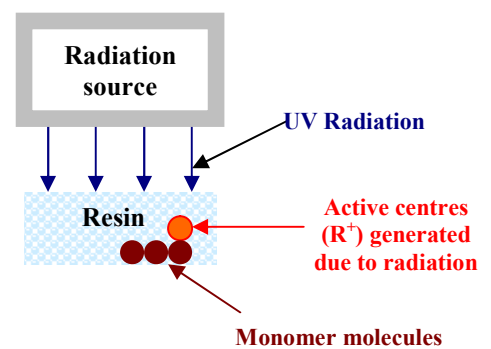 Radiation
source
UV Radiation
Resin
Active centres
(R⁺) generated
due to radiation
Monomer molecules